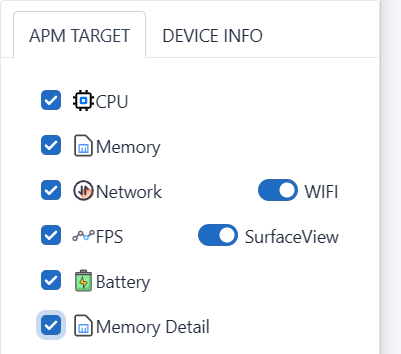 APM TARGET DEVICE INFO
CPU
Memory
Network WIFI
FPS SurfaceView
Battery
Memory Detail